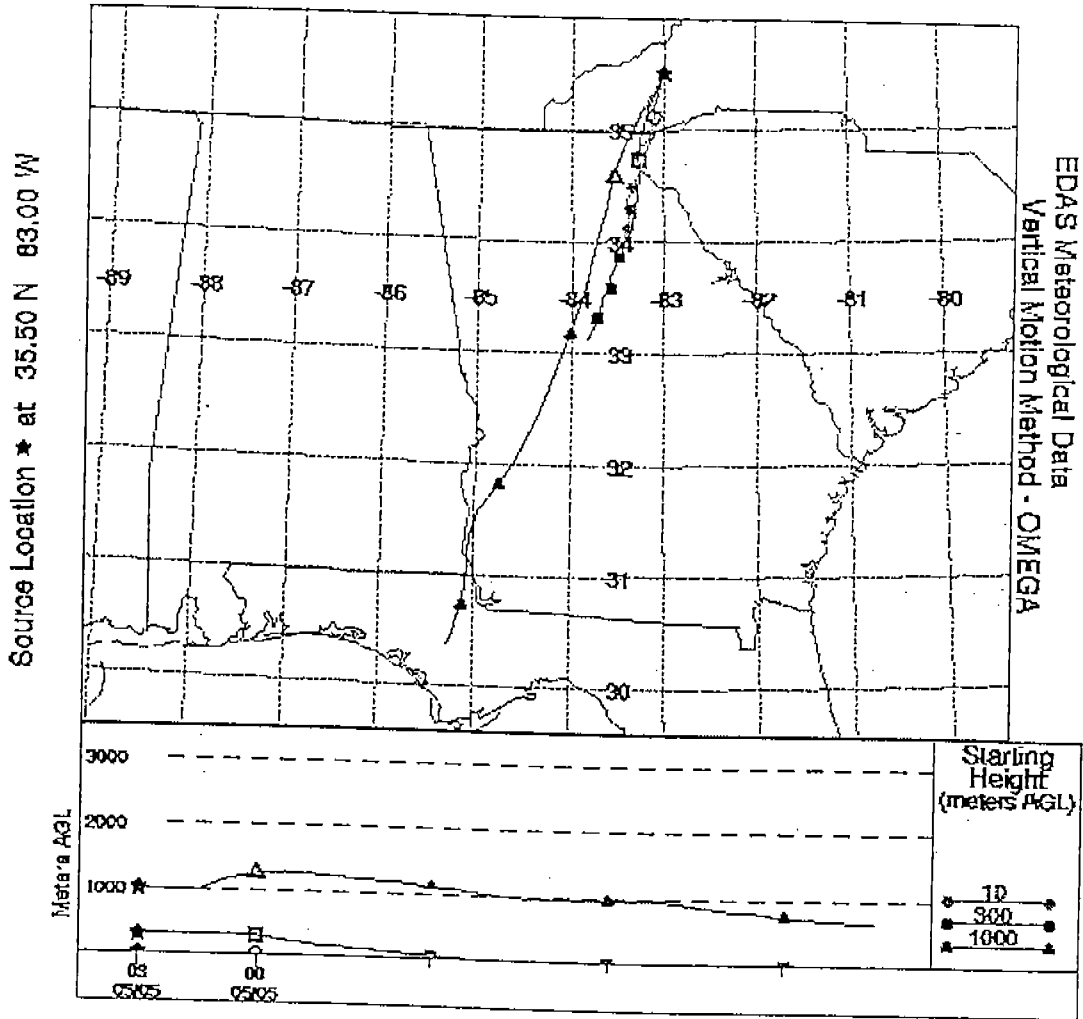 Source Location ★ at 35.50 N 83.00 W
EDAS Meteorological Data
Vertical Motion Method - OMEGA
35
34
-89 -88 -87 -86 -85 -84 -83 -82 -81 -80
33
32
31
30
Meters AGL
3000
2000
1000
03 00
05/05 05/05
Starting
Height
(meters AGL)
10
300
1000